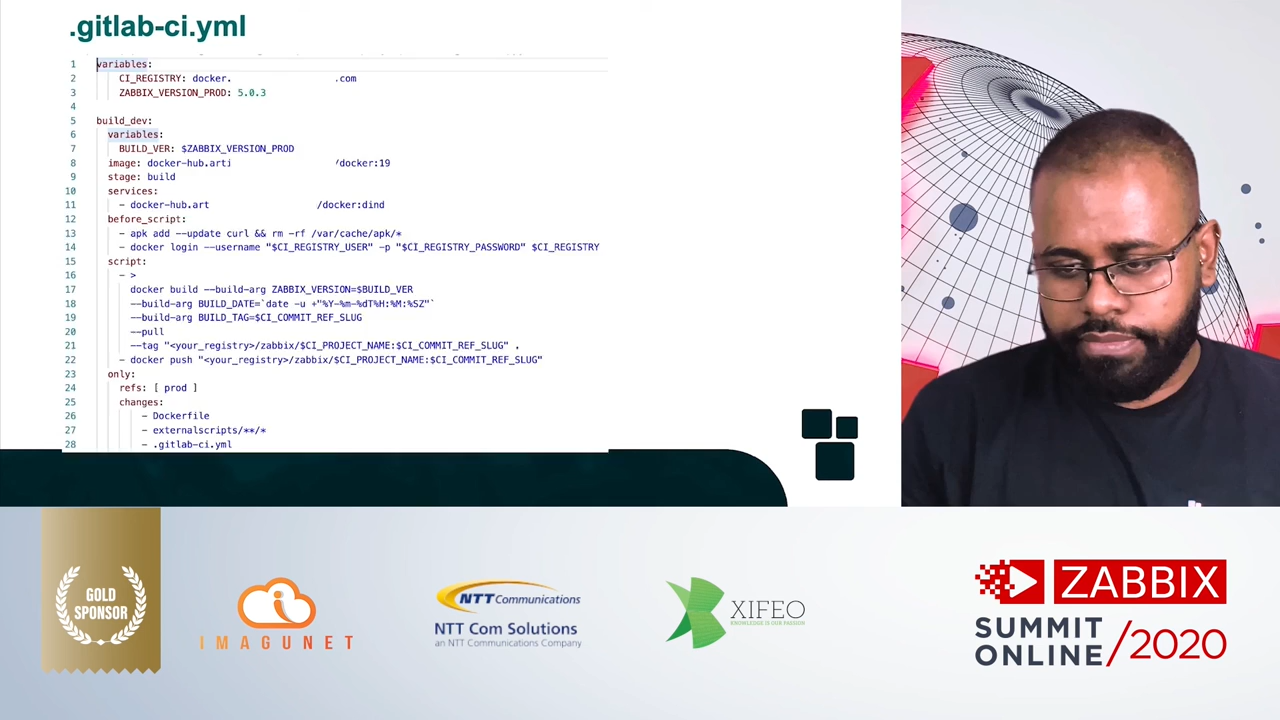 .gitlab-ci.yml
1 variables:
2 CI_REGISTRY: docker. .com
3 ZABBIX_VERSION_PROD: 5.0.3
4
5 build_dev:
6 variables:
7 BUILD_VER: $ZABBIX_VERSION_PROD
8 image: docker-hub.arti /docker:19
9 stage: build
10 services:
11 - docker-hub.art /docker:dind
12 before_script:
13 - apk add --update curl && rm -rf /var/cache/apk/*
14 - docker login --username "$CI_REGISTRY_USER" -p "$CI_REGISTRY_PASSWORD" $CI_REGISTRY
15 script:
16 - >
17 docker build --build-arg ZABBIX_VERSION=$BUILD_VER
18 --build-arg BUILD_DATE=`date -u +"%Y-%m-%dT%H:%M:%SZ"`
19 --build-arg BUILD_TAG=$CI_COMMIT_REF_SLUG
20 --pull
21 --tag "<your_registry>/zabbix/$CI_PROJECT_NAME:$CI_COMMIT_REF_SLUG" .
22 - docker push "<your_registry>/zabbix/$CI_PROJECT_NAME:$CI_COMMIT_REF_SLUG"
23 only:
24 refs: [ prod ]
25 changes:
26 - Dockerfile
27 - externalscripts/**/*
28 - .gitlab-ci.yml
GOLD
SPONSOR
IMAGUNET
NTT Communications
NTT Com Solutions
an NTT Communications Company
XIFEO
KNOWLEDGE IS OUR PASSION
ZABBIX
SUMMIT
ONLINE/2020